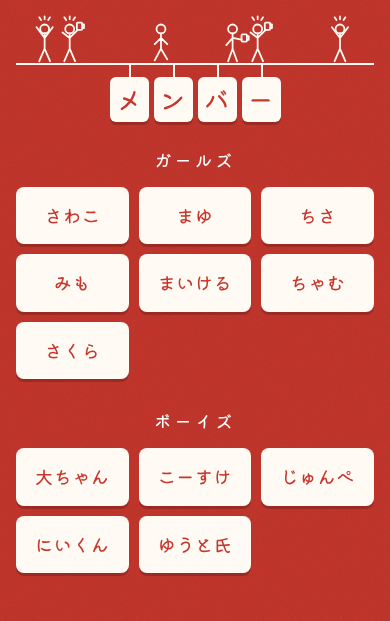 メンバー
ガールズ
さわこ まゆ ちさ
みも まいける ちゃむ
さくら
ボーイズ
大ちゃん こーすけ じゅんぺ
にいくん ゆうと氏